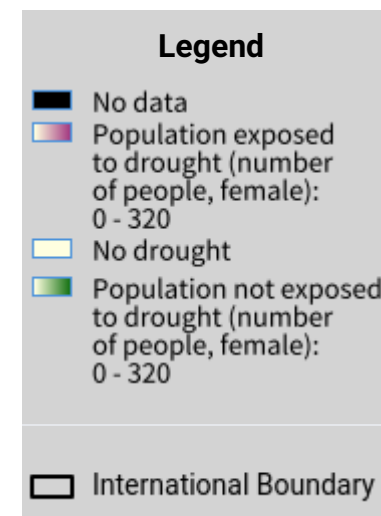 Legend
No data
Population exposed
to drought (number
of people, female):
0 - 320
No drought
Population not exposed
to drought (number
of people, female):
0 - 320
International Boundary